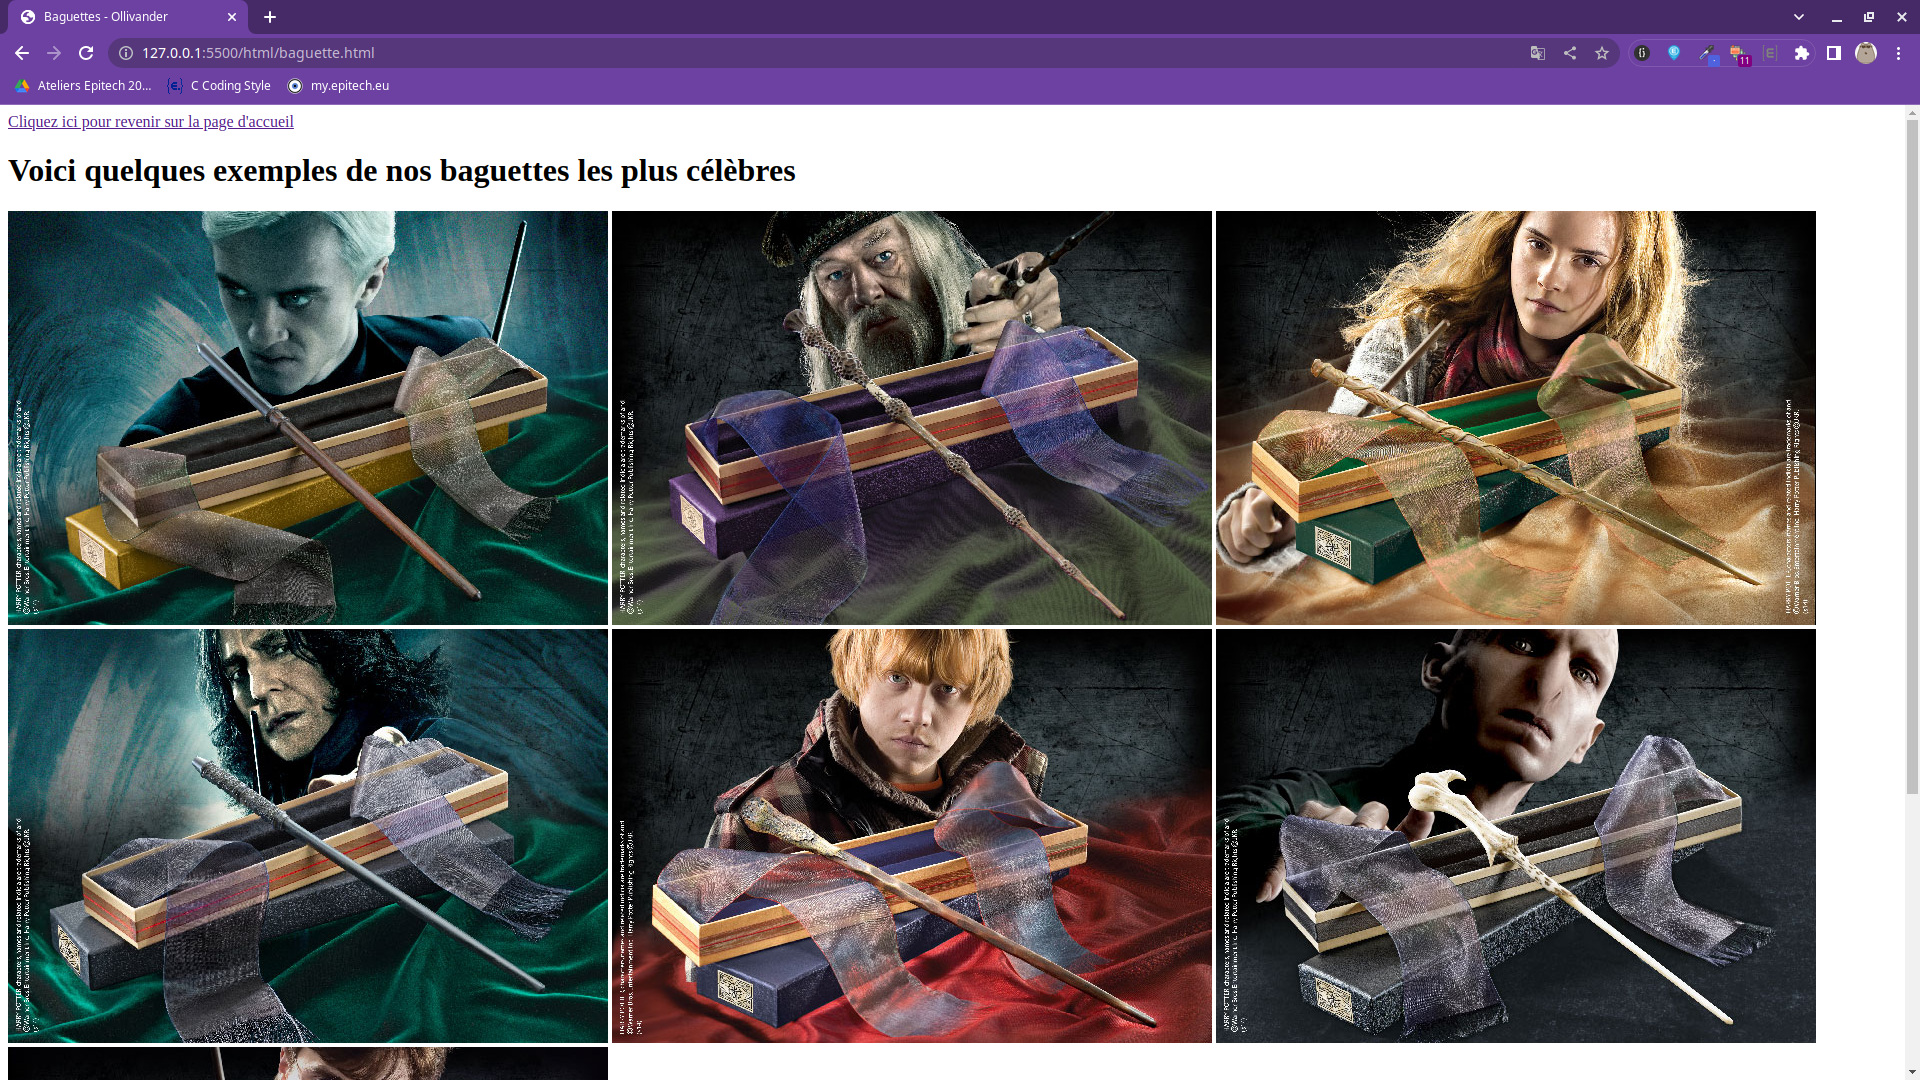 Baguettes - Ollivander
127.0.0.1:5500/html/baguette.html
11
Ateliers Epitech 20...
C Coding Style
my.epitech.eu
Cliquez ici pour revenir sur la page d'accueil
Voici quelques exemples de nos baguettes les plus célèbres